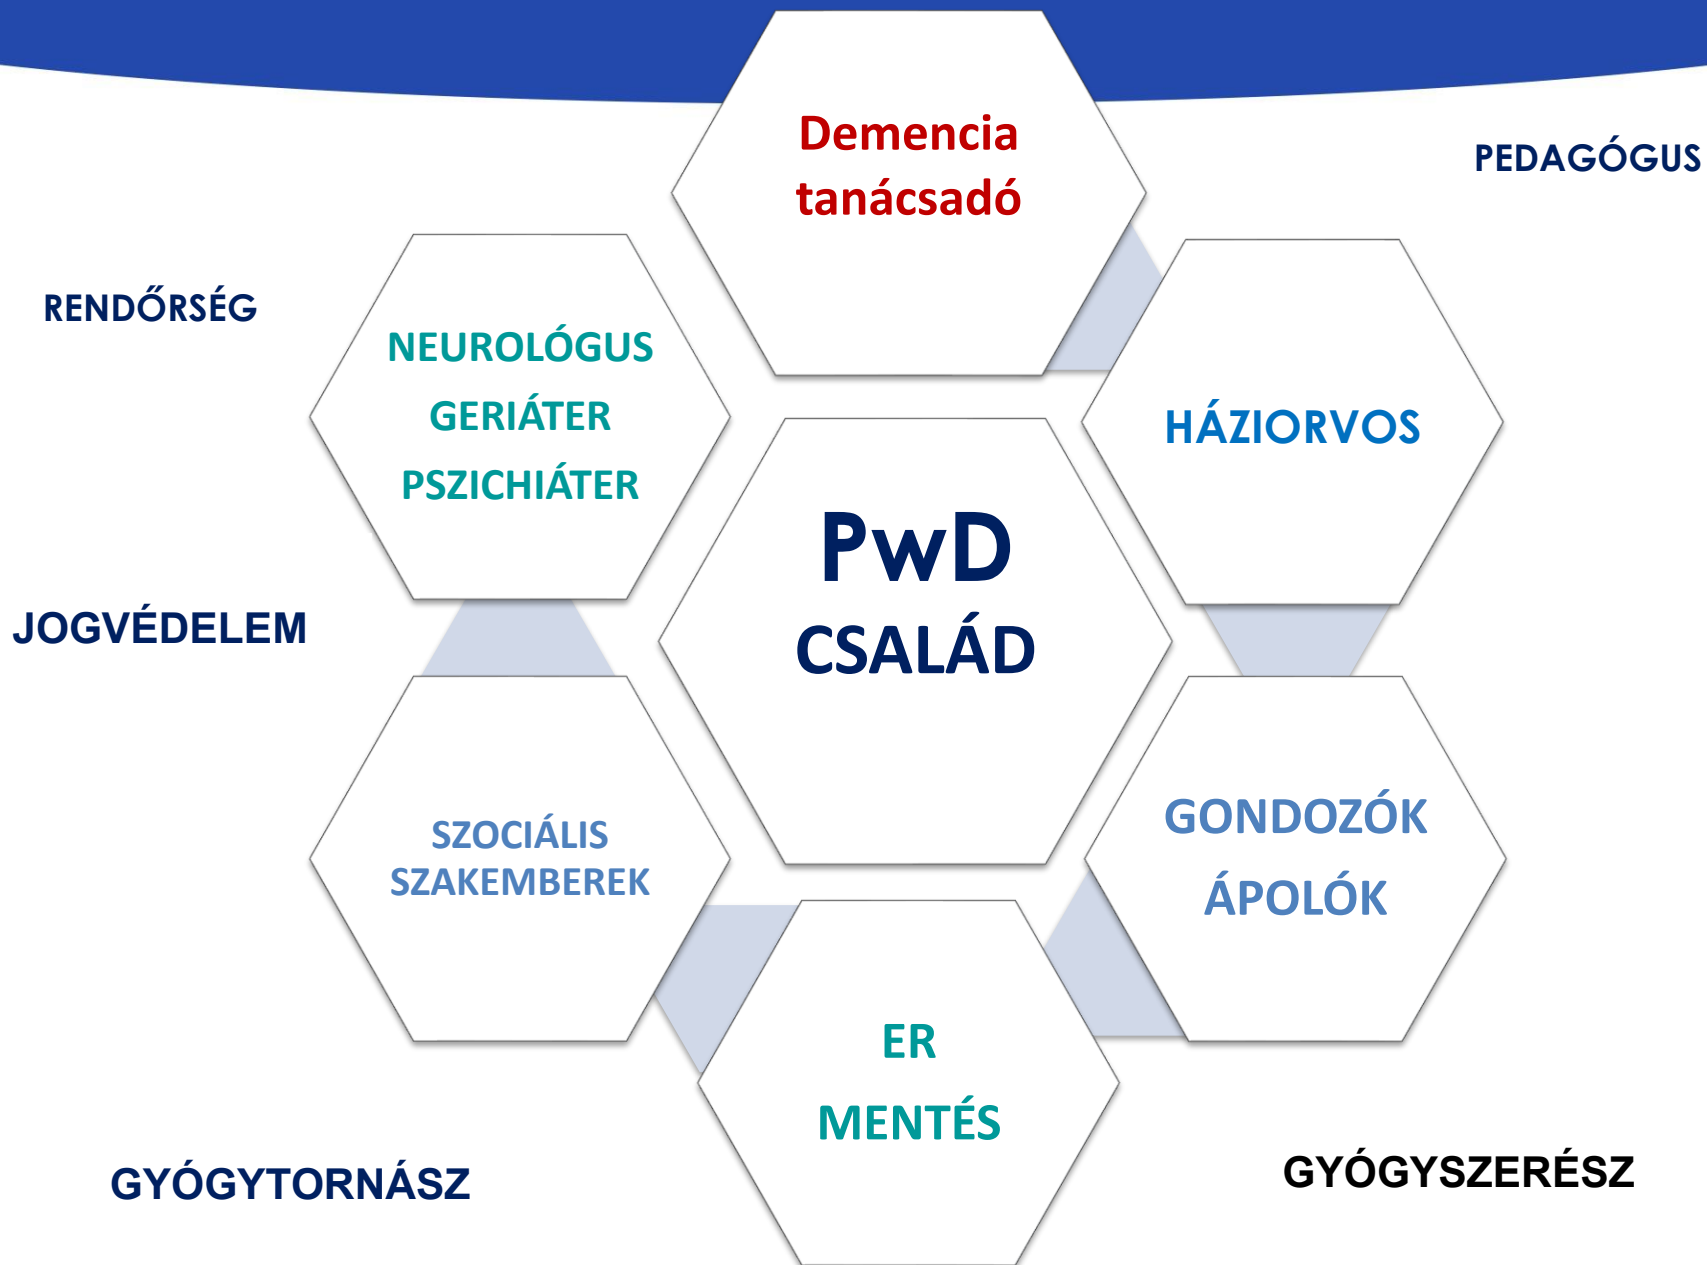 Demencia
tanácsadó
PEDAGÓGUS
RENDŐRSÉG
NEUROLÓGUS
GERIÁTER
PSZICHIÁTER
HÁZIORVOS
PwD
CSALÁD
JOGVÉDELEM
SZOCIÁLIS
SZAKEMBEREK
GONDOZÓK
ÁPOLÓK
ER
MENTÉS
GYÓGYTORNÁSZ
GYÓGYSZERÉSZ